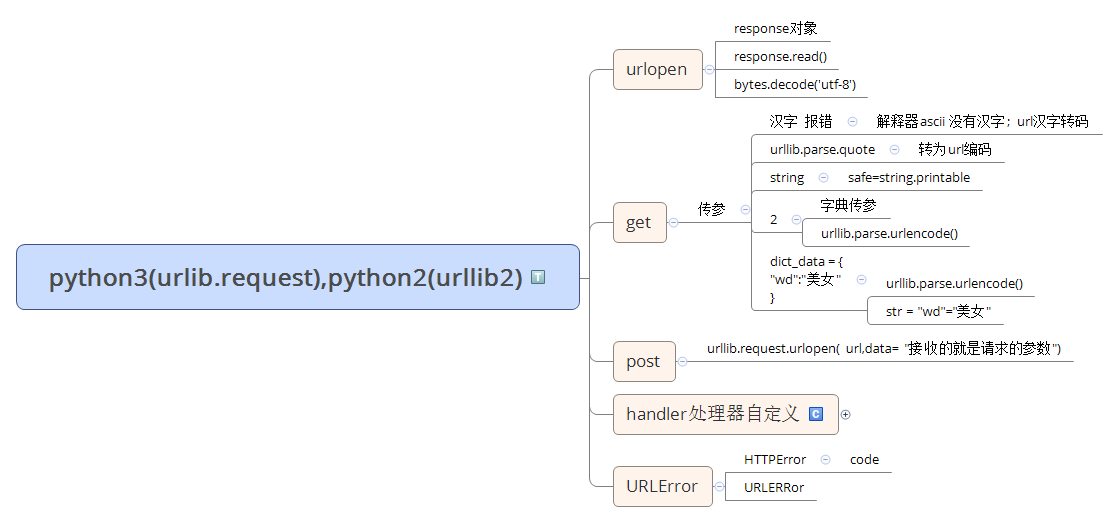 python3(urlib.request),python2(urllib2)
urlopen
response对象
response.read()
bytes.decode('utf-8')
get
传参
汉字 报错
解释器ascii 没有汉字；url汉字转码
urllib.parse.quote
转为url编码
string
safe=string.printable
2
字典传参
urllib.parse.urlencode()
dict_data = {
"wd":"美女"
}
urllib.parse.urlencode()
str = "wd"="美女"
post
urllib.request.urlopen( url,data= "接收的就是请求的参数")
handler处理器自定义
URLError
HTTPError
code
URLERRor